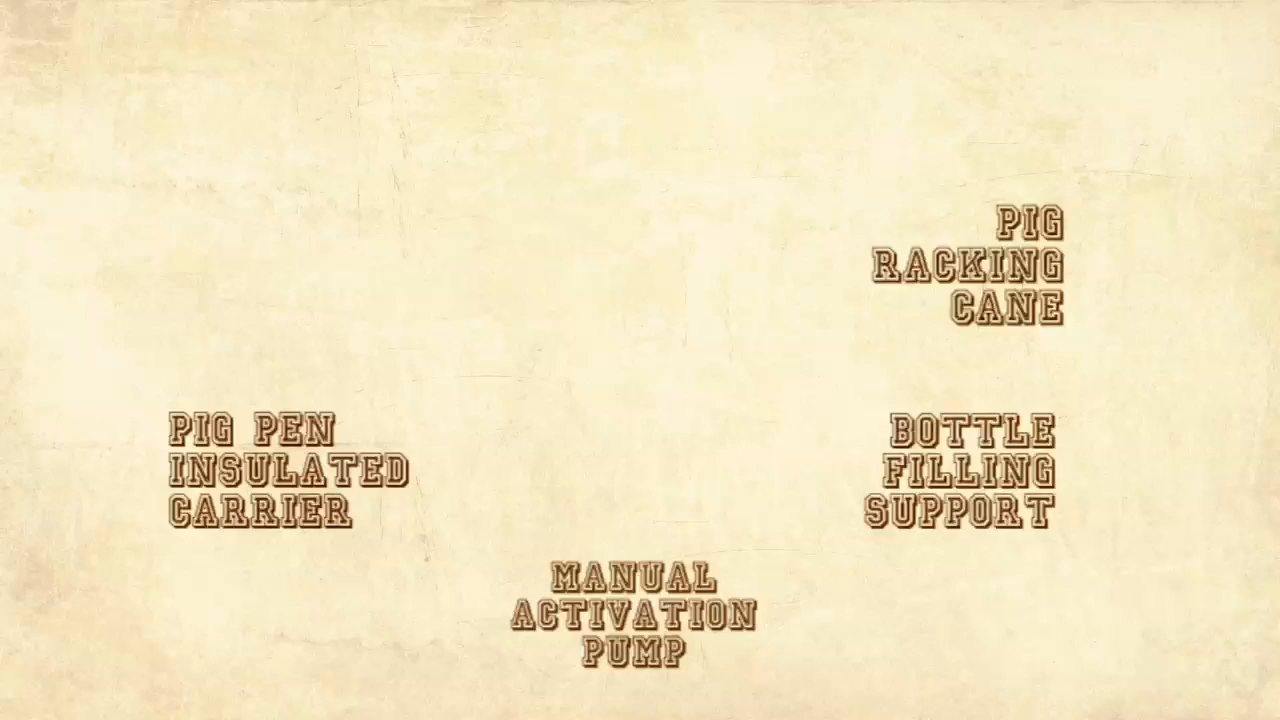 PIG
RACKING
CANE
PIG PEN
INSULATED
CARRIER
BOTTLE
FILLING
SUPPORT
MANUAL
ACTIVATION
PUMP